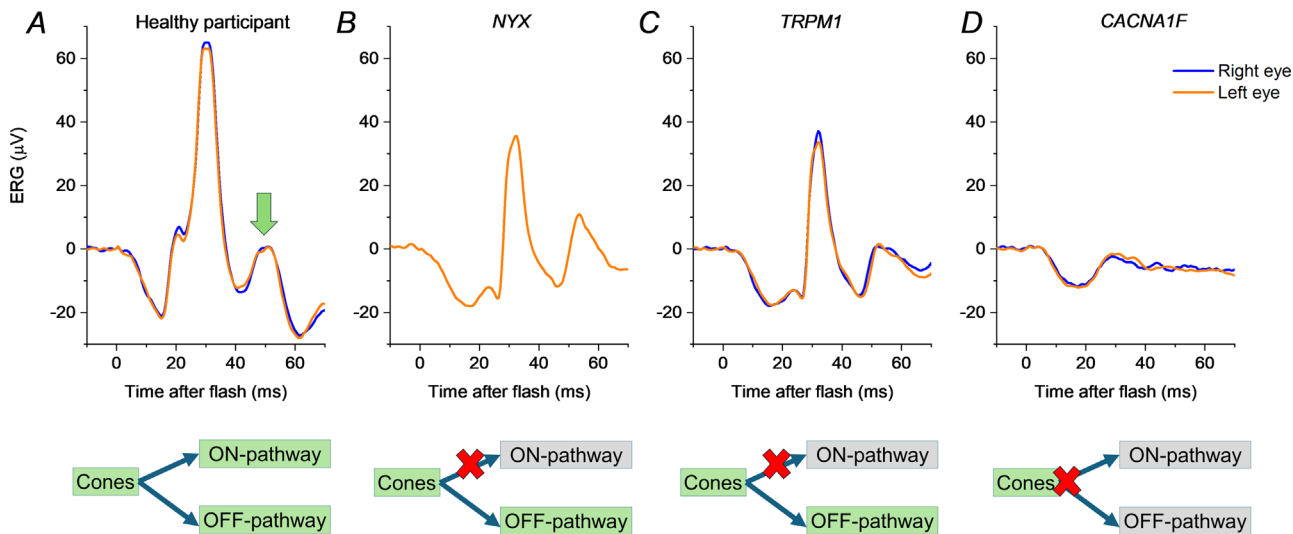 A
Healthy participant
B
NYX
C
TRPM1
D
CACNA1F
Right eye
Left eye
ERG (μV)
60
40
20
0
-20
0
20
40
60
Time after flash (ms)
60
40
20
0
-20
0
20
40
60
Time after flash (ms)
60
40
20
0
-20
0
20
40
60
Time after flash (ms)
60
40
20
0
-20
0
20
40
60
Time after flash (ms)
Cones
ON-pathway
OFF-pathway
Cones
ON-pathway
OFF-pathway
Cones
ON-pathway
OFF-pathway
Cones
ON-pathway
OFF-pathway